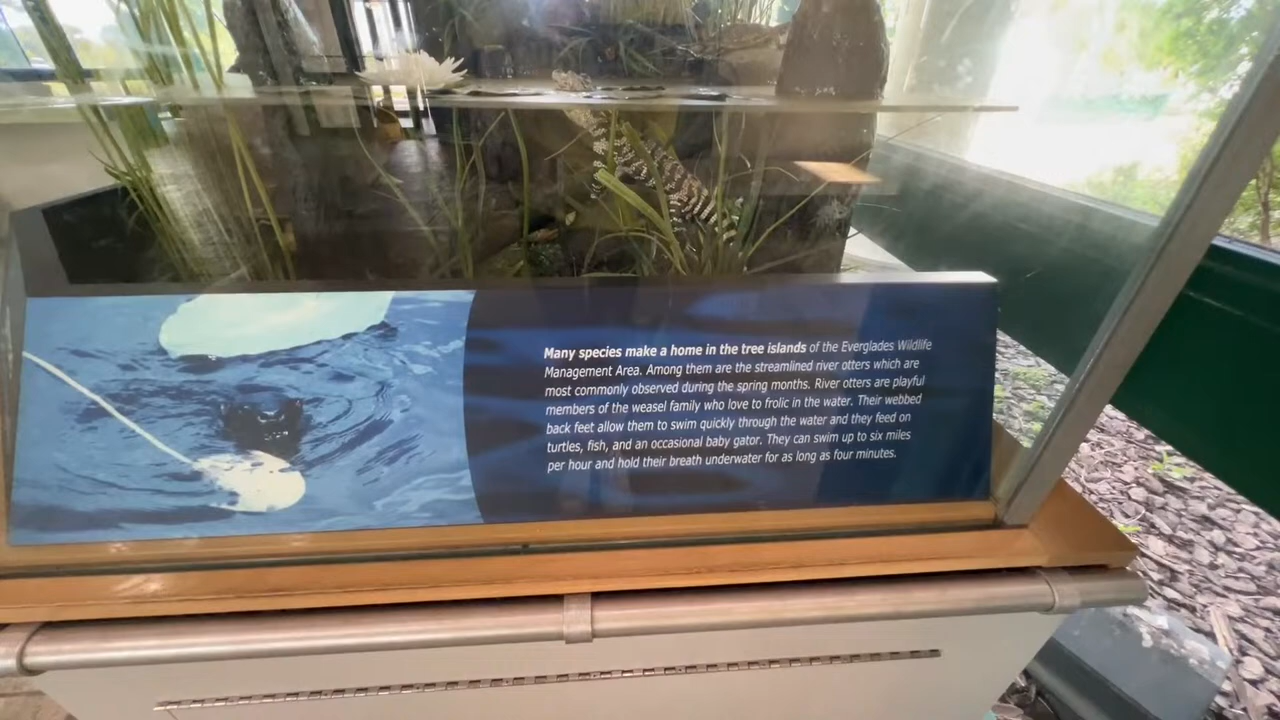 Many species make a home in the tree islands of the Everglades Wildlife
Management Area. Among them are the streamlined river otters which are
most commonly observed during the spring months. River otters are playful
members of the weasel family who love to frolic in the water. Their webbed
back feet allow them to swim quickly through the water and they feed on
turtles, fish, and an occasional baby gator. They can swim up to six miles
per hour and hold their breath underwater for as long as four minutes.